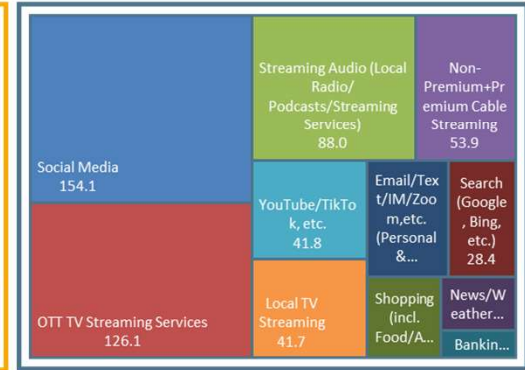 Social Media
154.1
OTT TV Streaming Services
126.1
Streaming Audio (Local
Radio/
Podcasts/Streaming
Services)
88.0
Non-
Premium+Pr
emium Cable
Streaming
53.9
YouTube/TikTo
k, etc.
41.8
Local TV
Streaming
41.7
Email/Tex
t/IM/Zoo
m,etc.
(Personal
&...
Search
(Google
, Bing,
etc.)
28.4
Shopping
(incl.
Food/A...
News/W
eather...
Bankin...